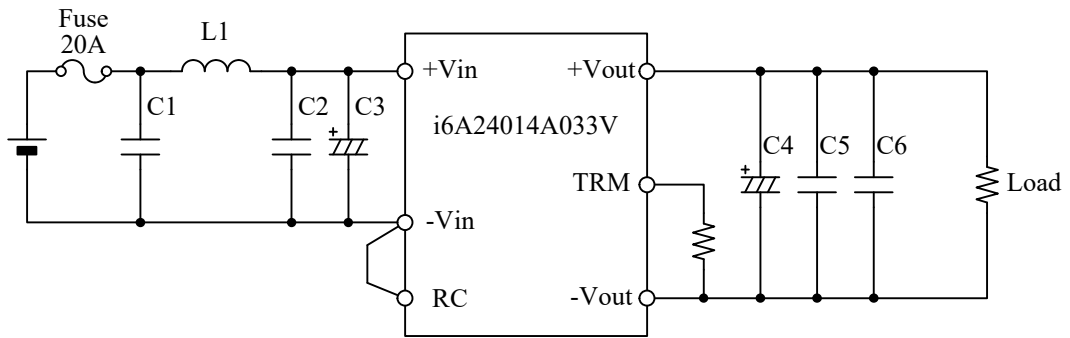 Fuse
20A
L1
C1
C2
C3
+
+Vin
-Vin
RC
i6A24014A033V
+Vout
TRM
-Vout
C4
+
C5
C6
Load